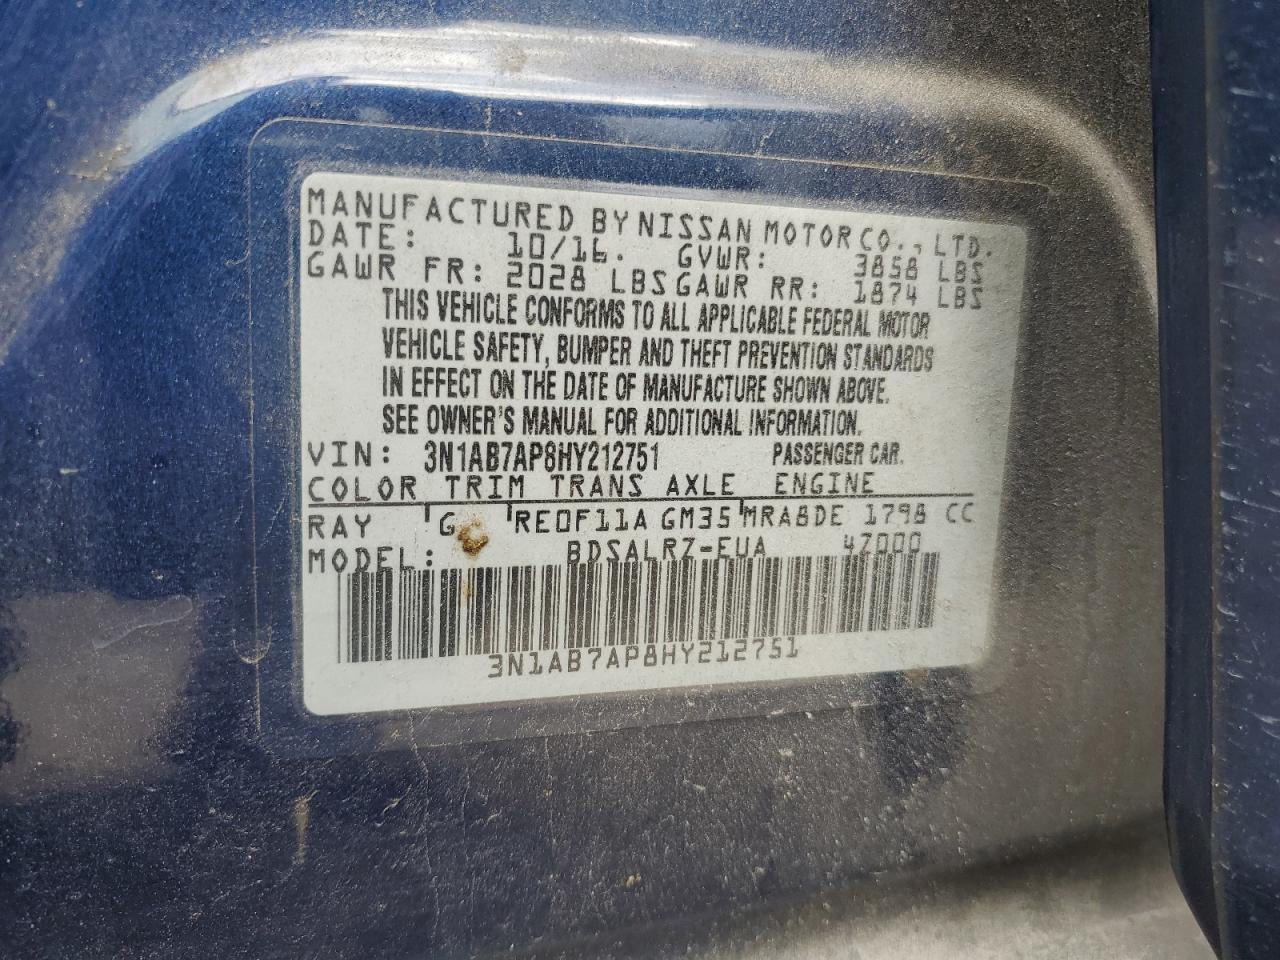 MANUFACTURED BY NISSAN MOTOR CO., LTD.
DATE: 10/16. GVWR: 3858 LBS
GAWR FR: 2028 LBS GAWR RR: 1874 LBS
THIS VEHICLE CONFORMS TO ALL APPLICABLE FEDERAL MOTOR
VEHICLE SAFETY, BUMPER AND THEFT PREVENTION STANDARDS
IN EFFECT ON THE DATE OF MANUFACTURE SHOWN ABOVE.
SEE OWNER'S MANUAL FOR ADDITIONAL INFORMATION.
VIN: 3N1AB7AP8HY212751 PASSENGER CAR.
COLOR TRIM TRANS AXLE ENGINE
RAY G RE0F11A GM35 MRA8DE 1798 CC
MODEL: BDSALRZ-EUA 4Z000
3N1AB7AP8HY212751